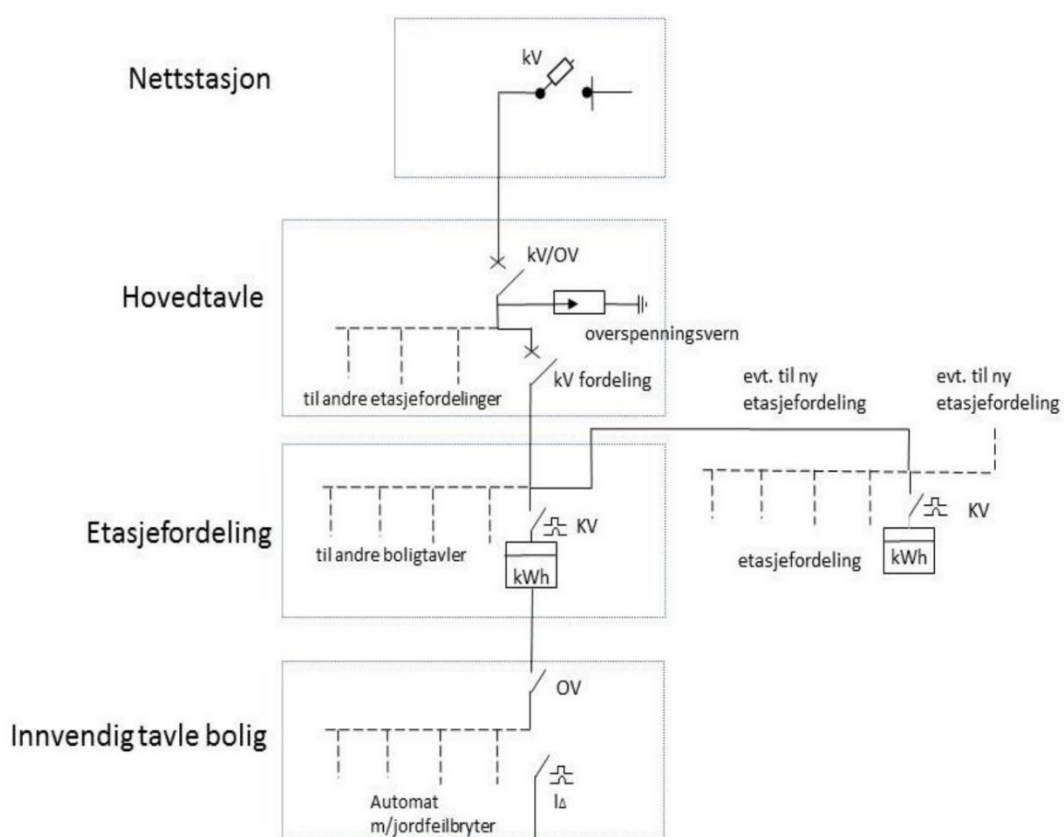 Nettstasjon
kV
Hovedtavle
kV/OV
overspenningsvern
kV fordeling
til andre etasjefordelinger
evt. til ny
etasjefordeling
evt. til ny
etasjefordeling
Etasjefordeling
KV
til andre boligtavler
kWh
KV
etasjefordeling
kWh
Innvendig tavle bolig
OV
I∆
Automat
m/jordfeilbryter